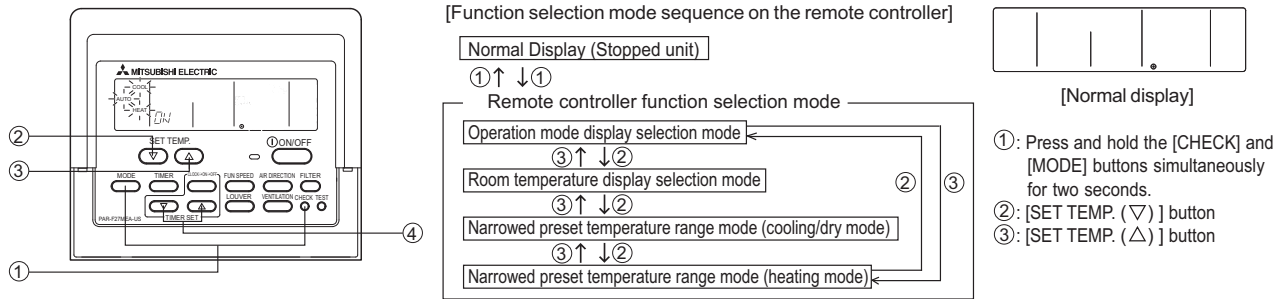 [Function selection mode sequence on the remote controller]
Normal Display (Stopped unit)
①↑ ↓①
Remote controller function selection mode
Operation mode display selection mode
③↑ ↓②
Room temperature display selection mode
③↑ ↓②
Narrowed preset temperature range mode (cooling/dry mode)
③↑ ↓②
Narrowed preset temperature range mode (heating mode)
②
③
MITSUBISHI ELECTRIC
COOL
AUTO
HEAT
ON
SET TEMP.
ON/OFF
MODE
TIMER
CLOCK→ON→OFF
FUN SPEED
AIR DIRECTION
FILTER
LOUVER
VENTILATION
CHECK
TEST
TIMER SET
PAR-F27MEA-US
②
③
④
①
[Normal display]
①: Press and hold the [CHECK] and
[MODE] buttons simultaneously
for two seconds.
②: [SET TEMP. (▽) ] button
③: [SET TEMP. (△) ] button